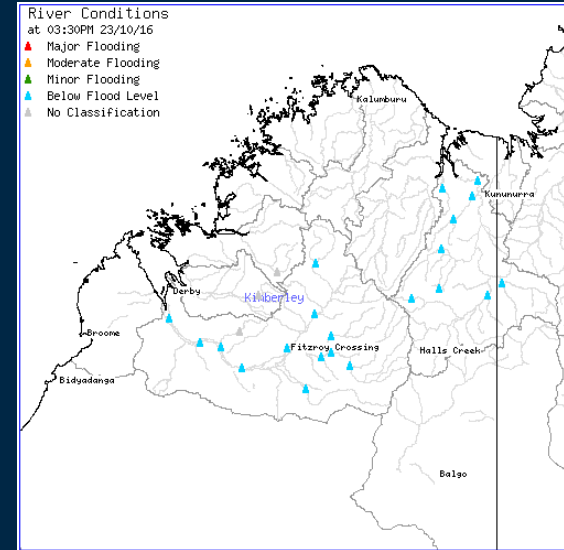 River Conditions
at 03:30PM 23/10/16
Major Flooding
Moderate Flooding
Minor Flooding
Below Flood Level
No Classification
Kalumburu
Kununurra
Derby
Kimberley
Broome
Fitzroy Crossing
Halls Creek
Bidyadanga
Balgo